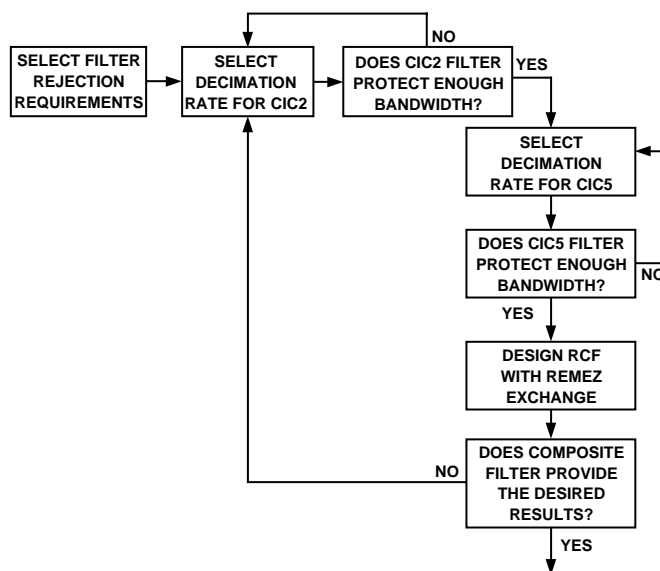 SELECT FILTER
REJECTION
REQUIREMENTS
SELECT
DECIMATION
RATE FOR CIC2
NO
DOES CIC2 FILTER
PROTECT ENOUGH
BANDWIDTH?
YES
SELECT
DECIMATION
RATE FOR CIC5
DOES CIC5 FILTER
PROTECT ENOUGH
BANDWIDTH?
NO
YES
DESIGN RCF
WITH REMEZ
EXCHANGE
DOES COMPOSITE
FILTER PROVIDE
THE DESIRED
RESULTS?
NO
YES